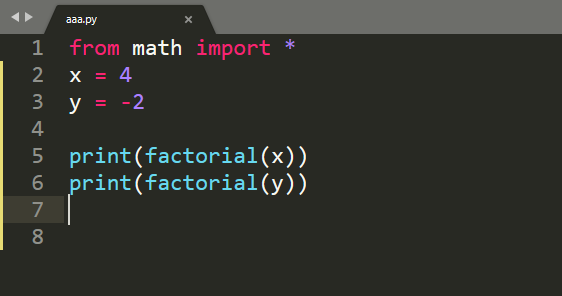 aaa.py
1 from math import *
2 x = 4
3 y = -2
4
5 print(factorial(x))
6 print(factorial(y))
7
8